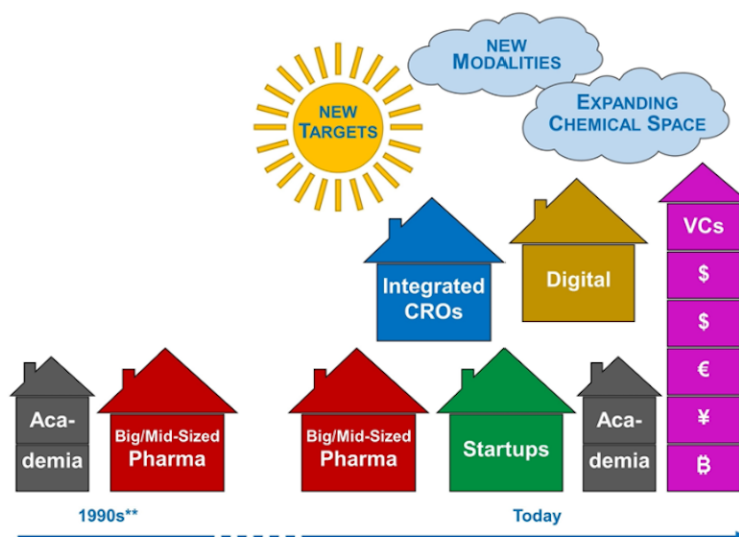 NEW
MODALITIES
NEW
TARGETS
EXPANDING
CHEMICAL SPACE
VCs
$
$
€
¥
₿
Integrated
CROs
Digital
Aca-
demia
Big/Mid-Sized
Pharma
Big/Mid-Sized
Pharma
Startups
Aca-
demia
1990s**
Today